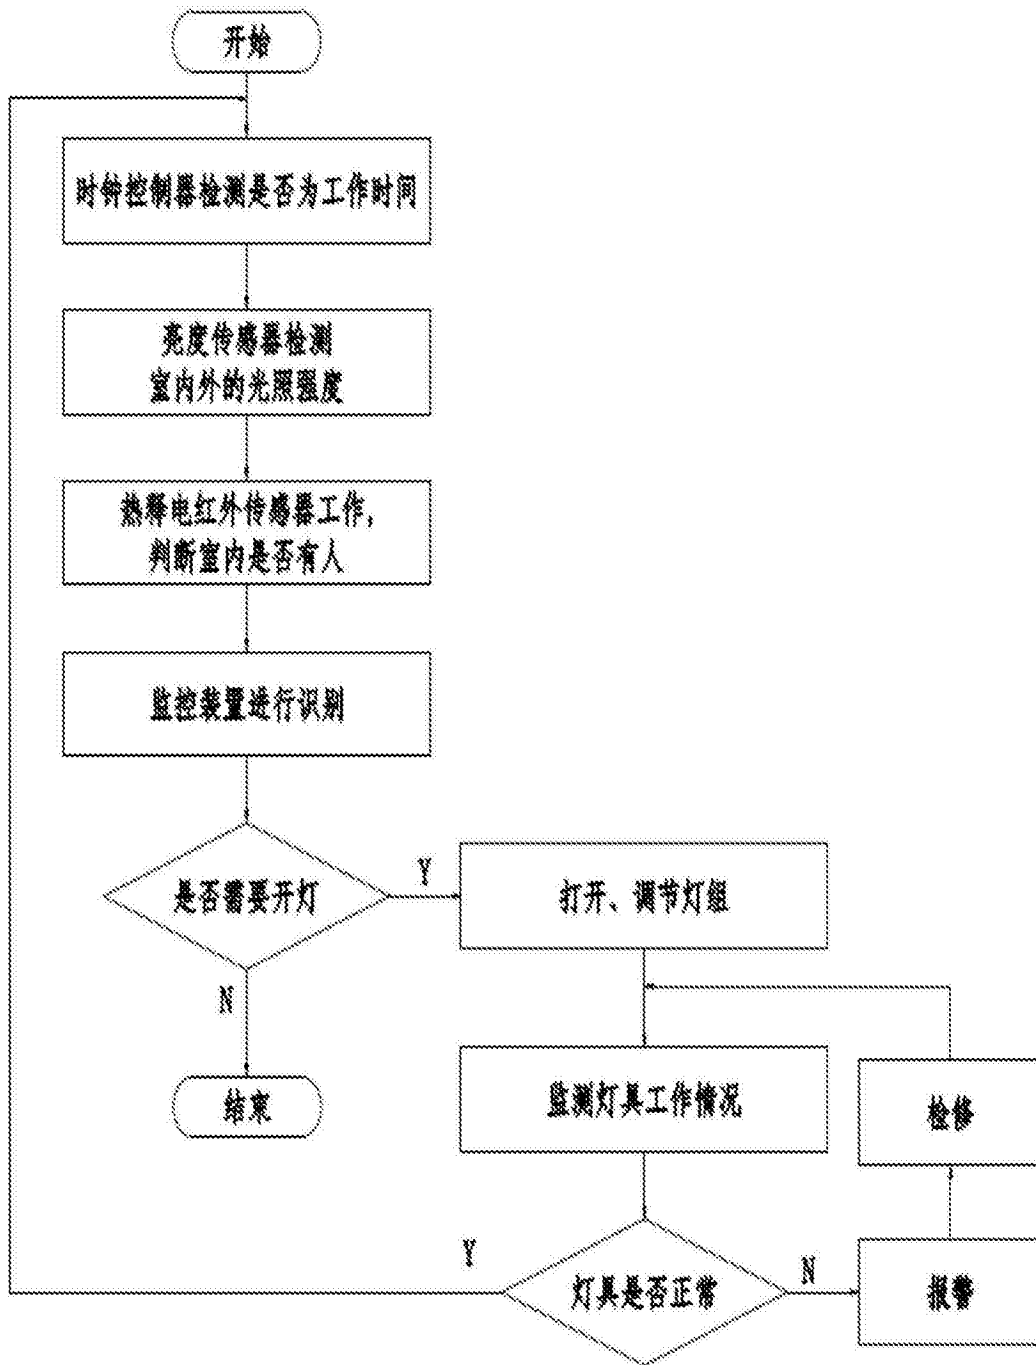 开始
时钟控制器检测是否为工作时间
亮度传感器检测
室内外的光照强度
热释电红外传感器工作,
判断室内是否有人
监控装置进行识别
是否需要开灯
Y
打开、调节灯组
N
结束
监测灯具工作情况
检修
Y
灯具是否正常
N
报警